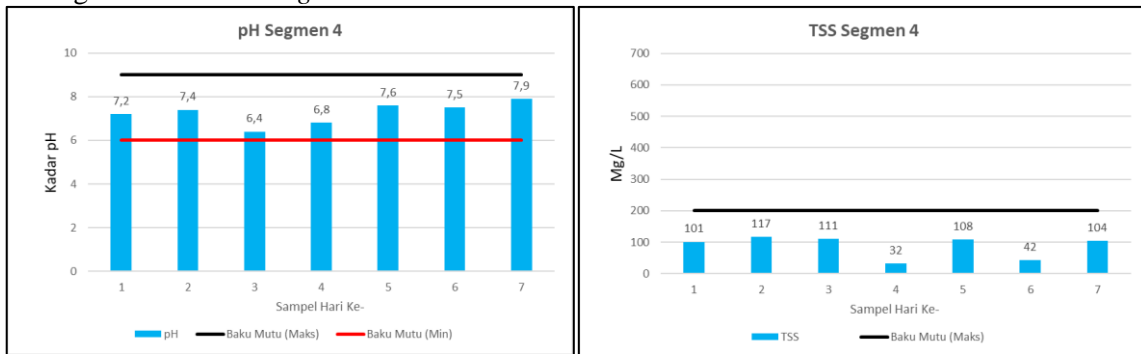 pH Segmen 4
10
8
6
4
2
0
Kadar pH
7,2
7,4
6,4
6,8
7,6
7,5
7,9
1 2 3 4 5 6 7
Sampel Hari Ke-
pH Baku Mutu (Maks) Baku Mutu (Min)
TSS Segmen 4
700
600
500
400
300
200
100
0
Mg/L
101
117
111
32
108
42
104
1 2 3 4 5 6 7
Sampel Hari Ke-
TSS Baku Mutu (Maks)